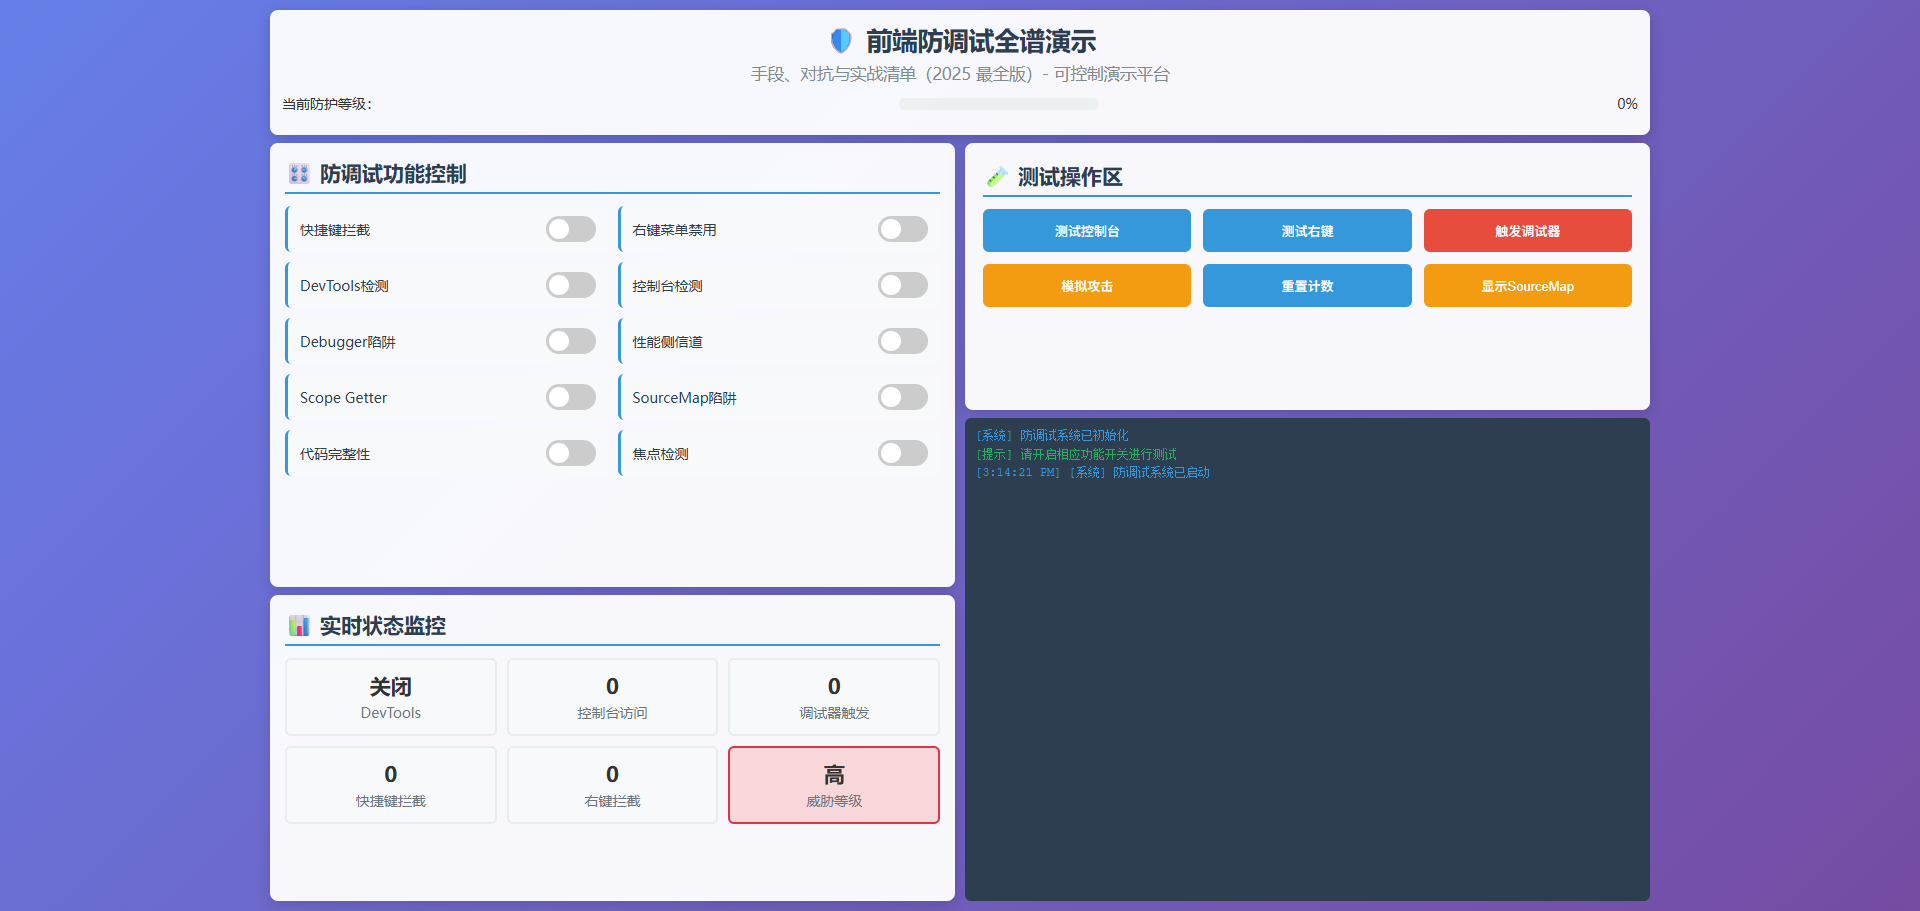 前端防调试全谱演示
手段、对抗与实战清单（2025 最全版）- 可控制演示平台
当前防护等级：
0%
防调试功能控制
快捷键拦截
右键菜单禁用
DevTools检测
控制台检测
Debugger陷阱
性能侧信道
Scope Getter
SourceMap陷阱
代码完整性
焦点检测
实时状态监控
关闭
DevTools
0
控制台访问
0
调试器触发
0
快捷键拦截
0
右键拦截
高
威胁等级
测试操作区
测试控制台
测试右键
触发调试器
模拟攻击
重置计数
显示SourceMap
[系统] 防调试系统已初始化
[提示] 请开启相应功能开关进行测试
[3:14:21 PM] [系统] 防调试系统已启动